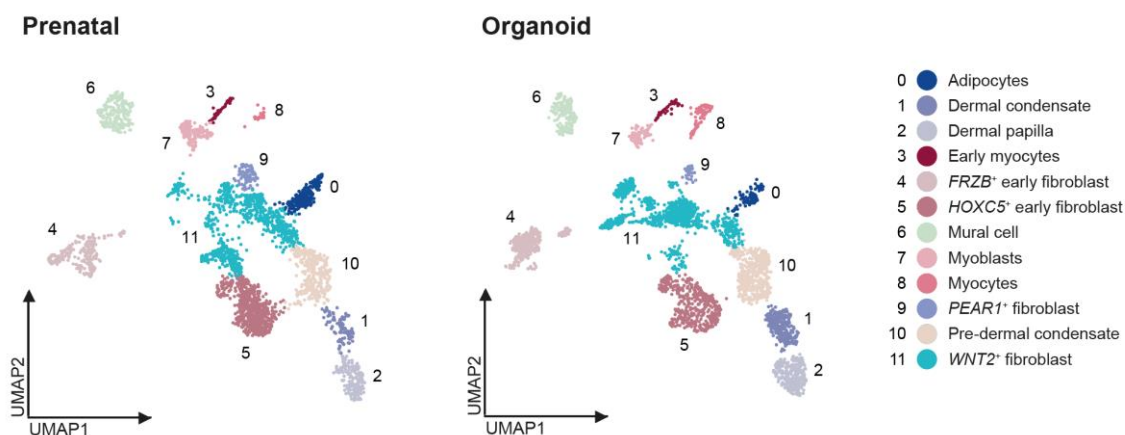 Prenatal
Organoid
6
3
8
7
9
0
4
11
10
5
1
2
UMAP2
UMAP1
6
3
7
8
9
0
4
11
10
5
1
2
UMAP2
UMAP1
0 Adipocytes
1 Dermal condensate
2 Dermal papilla
3 Early myocytes
4 FRZB⁺ early fibroblast
5 HOXC5⁺ early fibroblast
6 Mural cell
7 Myoblasts
8 Myocytes
9 PEAR1⁺ fibroblast
10 Pre-dermal condensate
11 WNT2⁺ fibroblast